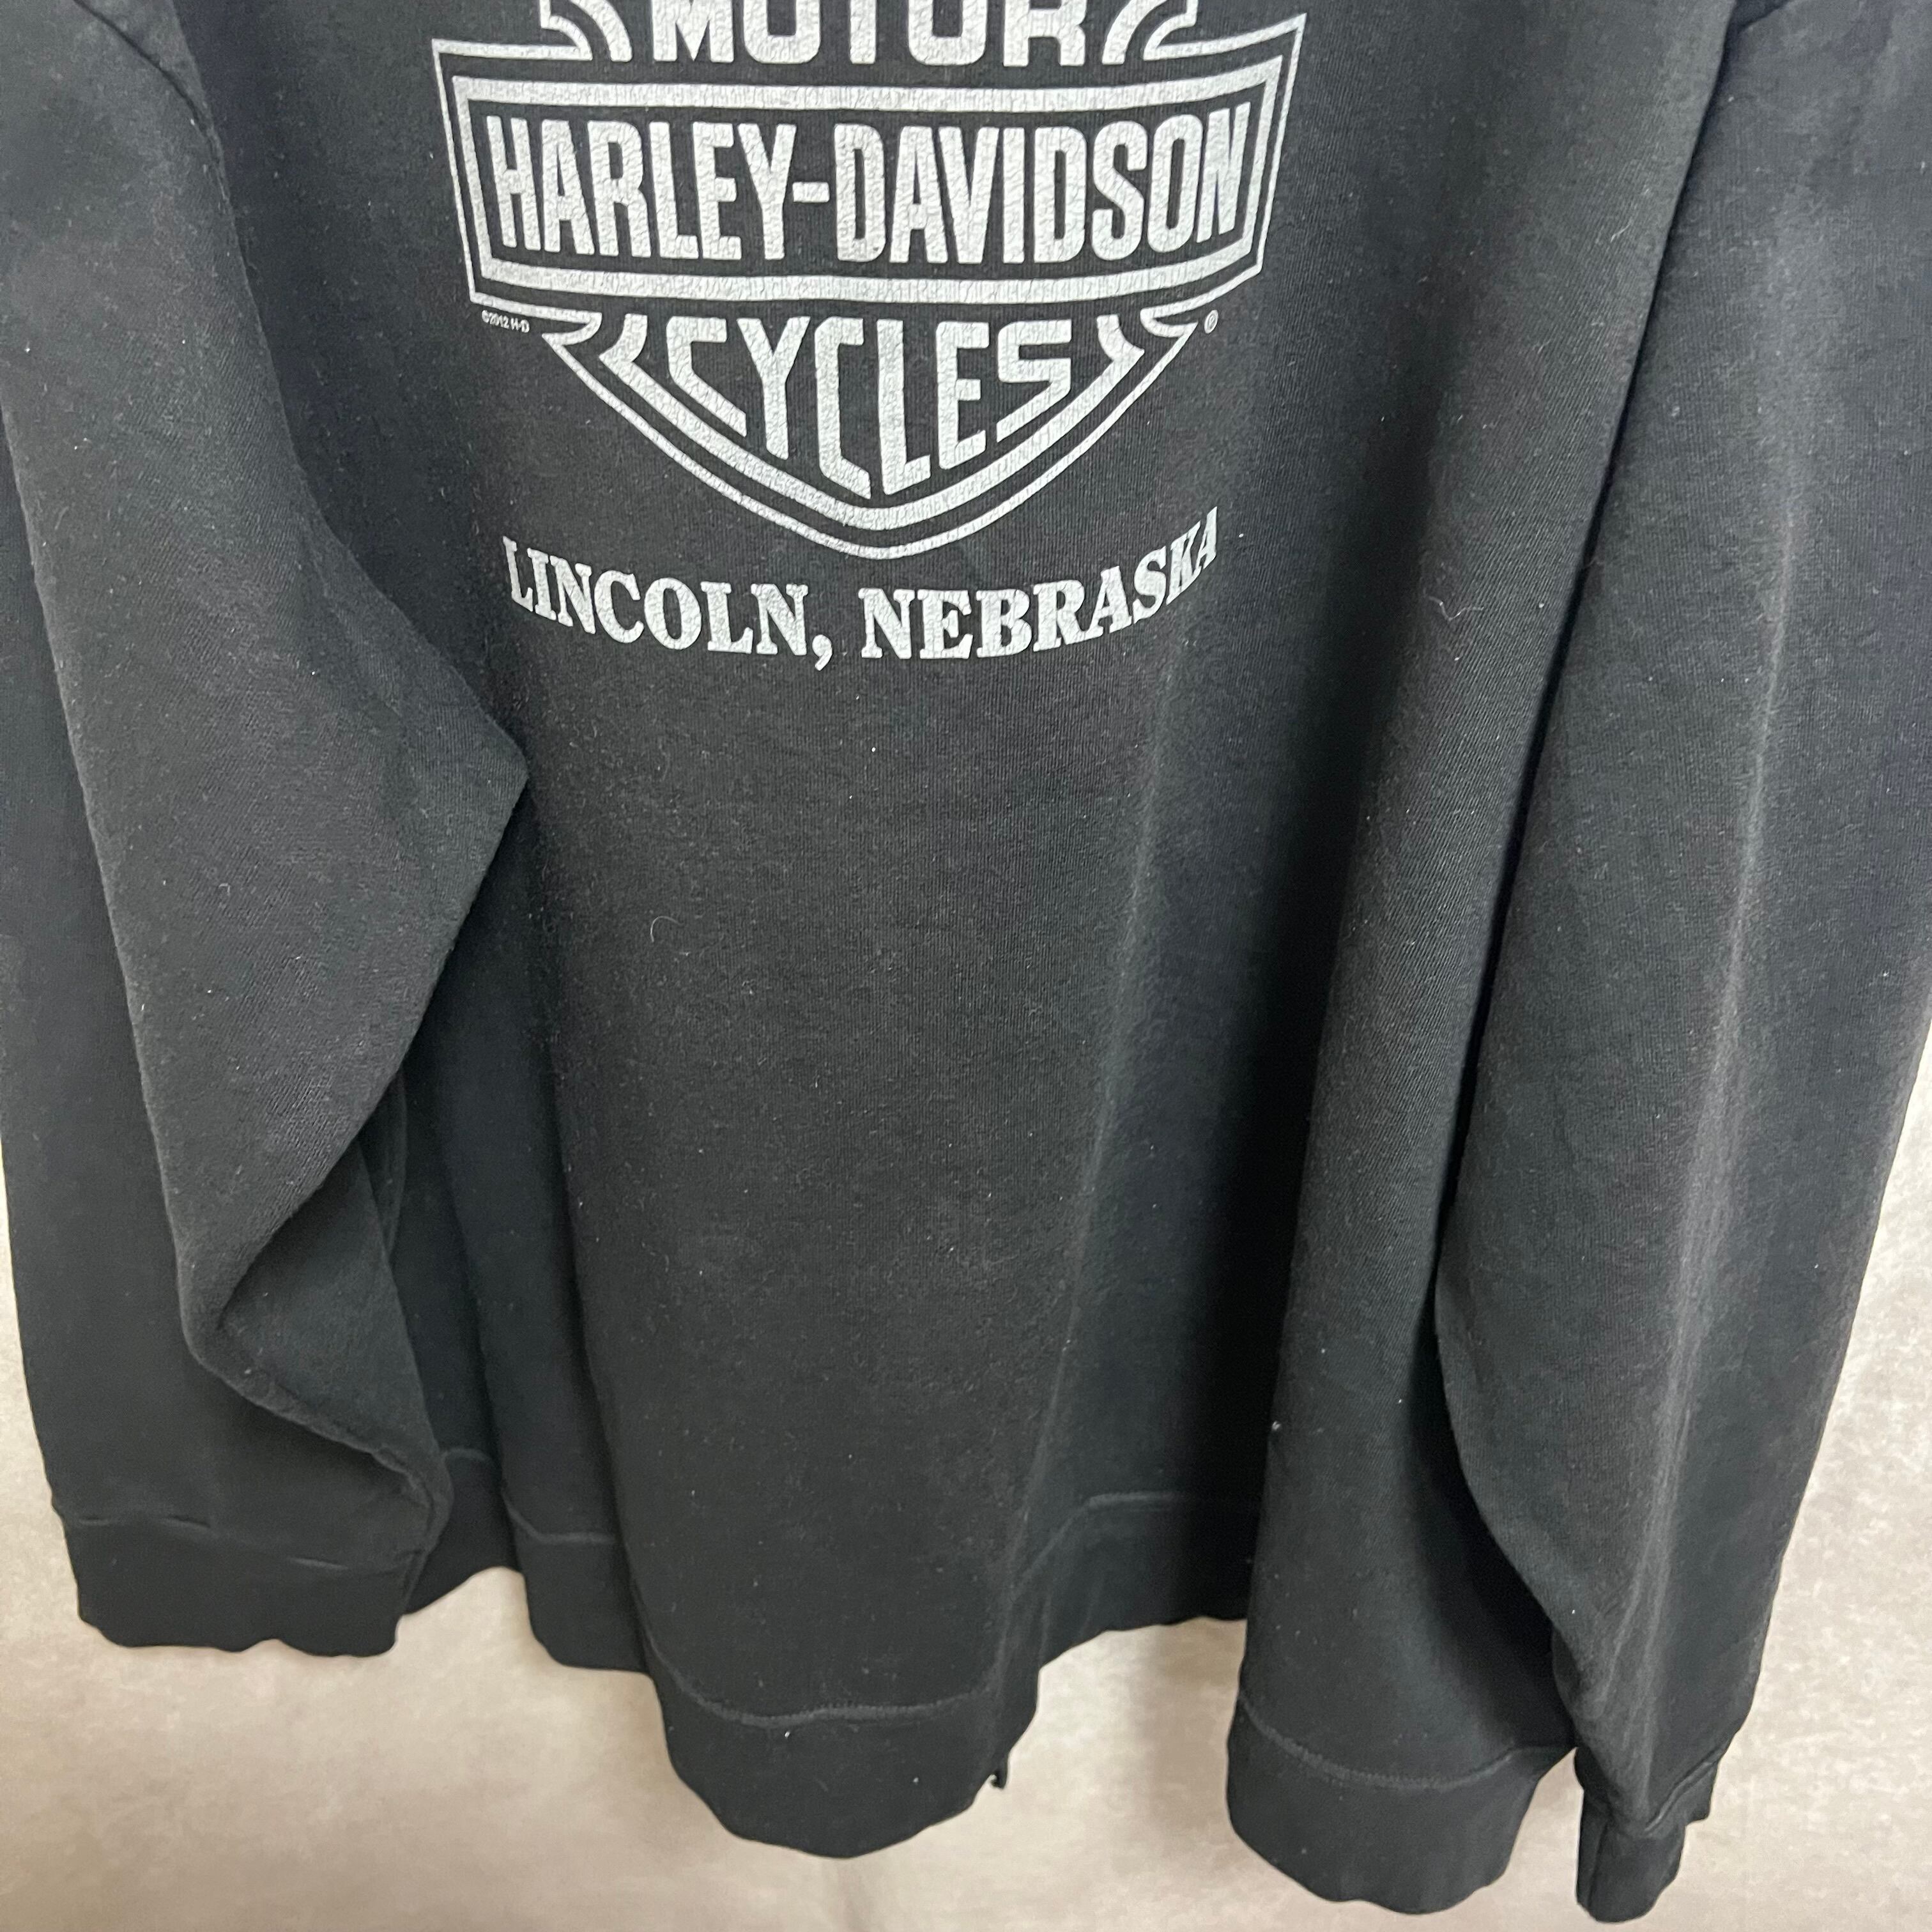 MOTOR
HARLEY-DAVIDSON
©2012 H-D
®
CYCLES
LINCOLN, NEBRASKA